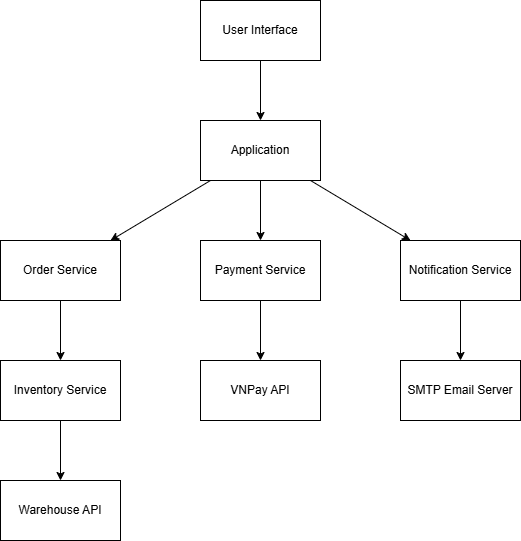 User Interface
Application
Order Service
Payment Service
Notification Service
Inventory Service
VNPay API
SMTP Email Server
Warehouse API